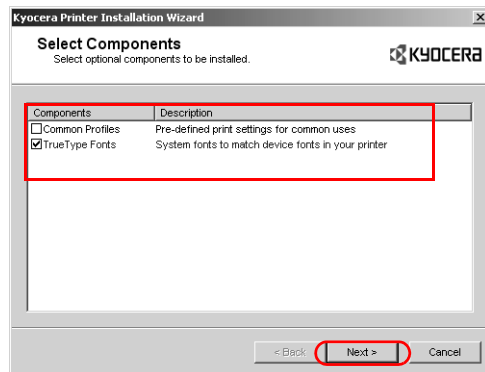 Kyocera Printer Installation Wizard
Select Components
Select optional components to be installed.
KYOCERA
Components Description
Common Profiles Pre-defined print settings for common uses
TrueType Fonts System fonts to match device fonts in your printer
< Back Next > Cancel